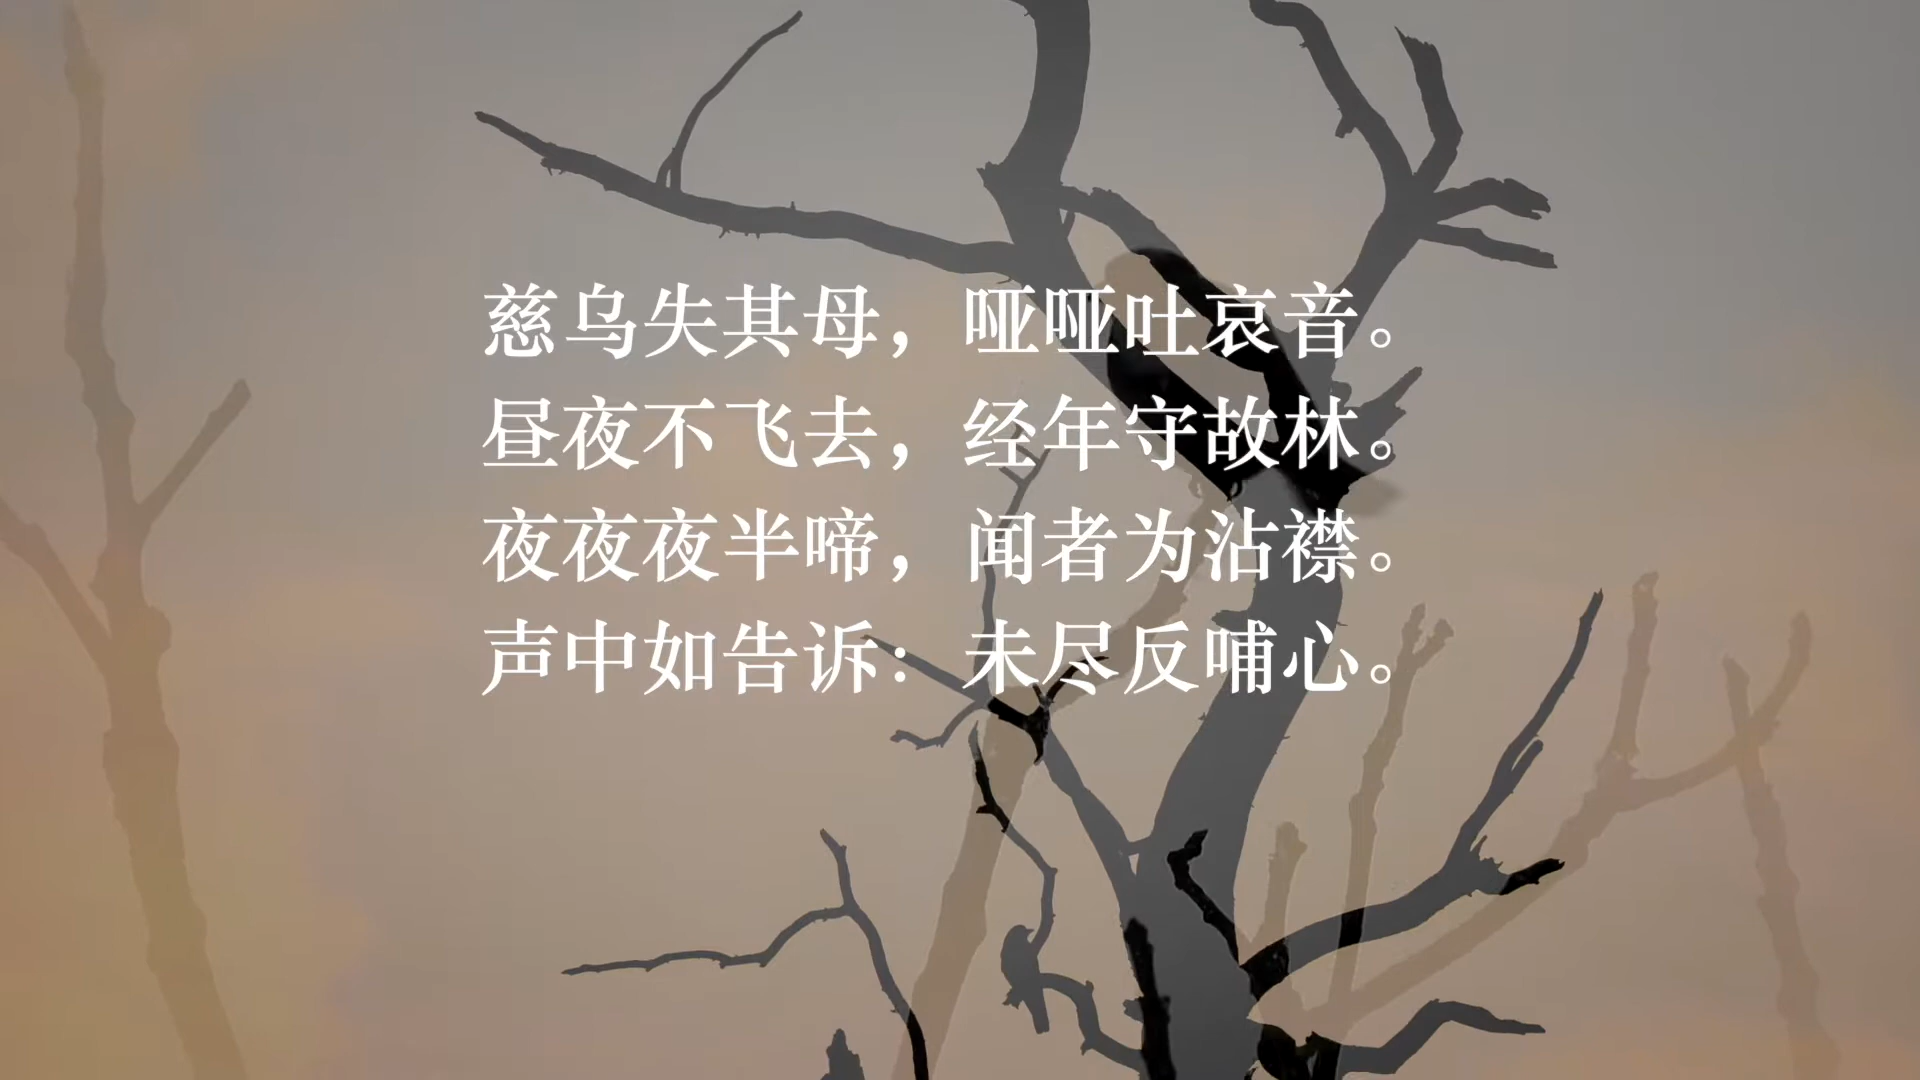 慈乌失其母，哑哑吐哀音。
昼夜不飞去，经年守故林。
夜夜夜半啼，闻者为沾襟。
声中如告诉：未尽反哺心。